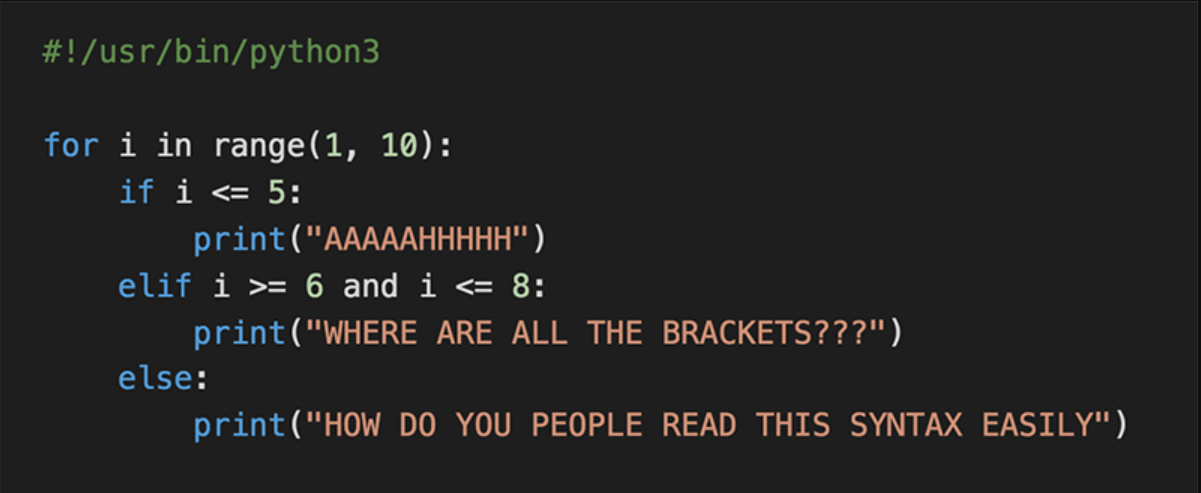 #!/usr/bin/python3
for i in range(1, 10):
    if i <= 5:
        print("AAAAAHHHHH")
    elif i >= 6 and i <= 8:
        print("WHERE ARE ALL THE BRACKETS???")
    else:
        print("HOW DO YOU PEOPLE READ THIS SYNTAX EASILY")